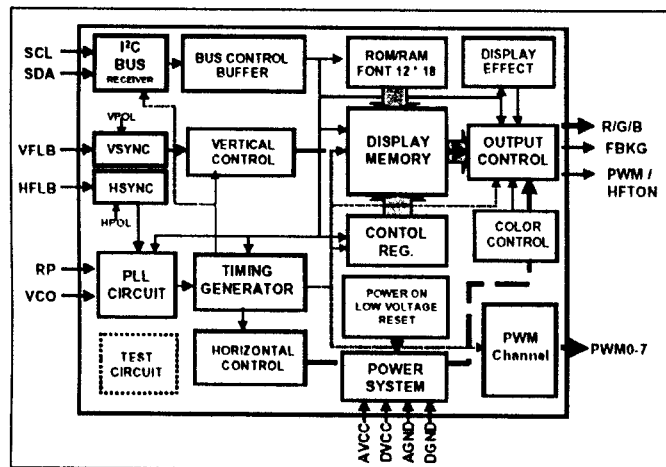 SCL
SDA
I²C
BUS
RECEIVER
BUS CONTROL
BUFFER
ROM/RAM
FONT 12 * 18
DISPLAY
EFFECT
VPOL
VFLB
VSYNC
VERTICAL
CONTROL
DISPLAY
MEMORY
OUTPUT
CONTROL
R/G/B
FBKG
PWM /
HFTON
HFLB
HSYNC
HPOL
CONTOL
REG.
COLOR
CONTROL
RP
VCO
PLL
CIRCUIT
TIMING
GENERATOR
POWER ON
LOW VOLTAGE
RESET
PWM
Channel
PWM0-7
TEST
CIRCUIT
HORIZONTAL
CONTROL
POWER
SYSTEM
AVCC
DVCC
AGND
DGND